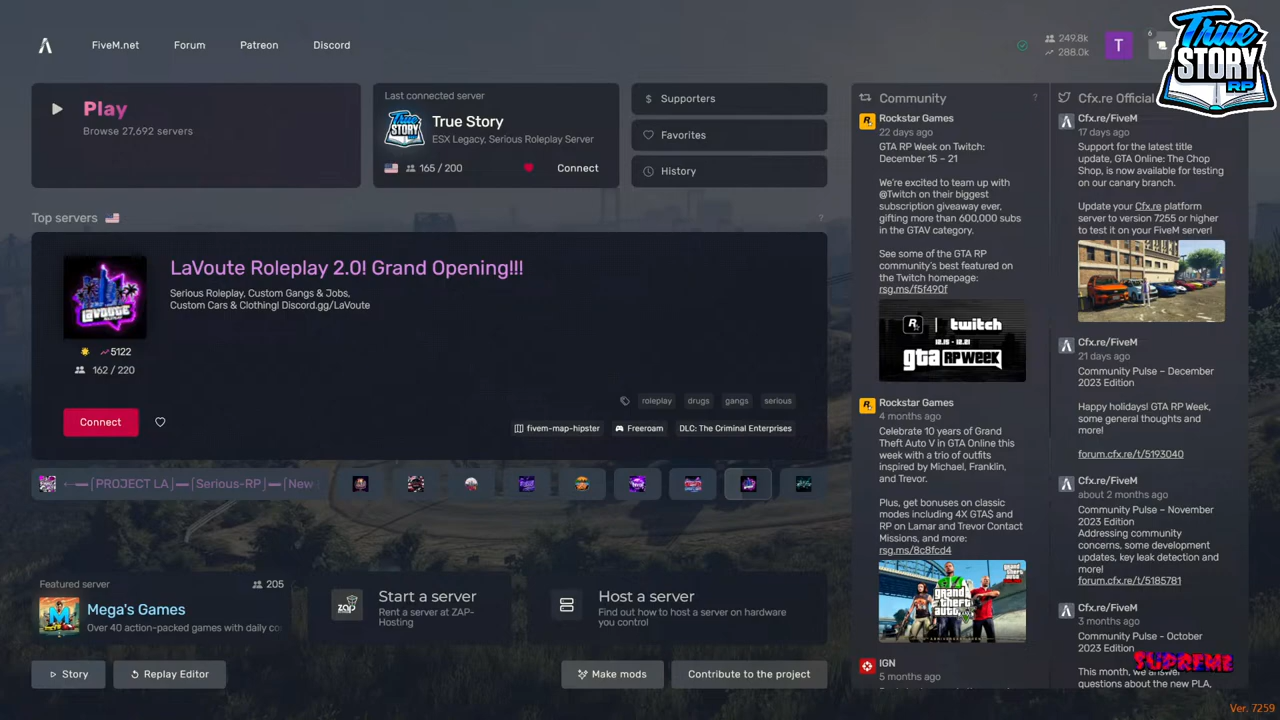 FiveM.net
Forum
Patreon
Discord
249.8k
288.0k
T
6
TRUE
STORY
RP
Play
Browse 27,692 servers
Last connected server
TRUE
STORY
True Story
ESX Legacy, Serious Roleplay Server
165 / 200
Connect
$ Supporters
Favorites
History
Top servers
?
LaVoute Roleplay 2.0! Grand Opening!!!
Serious Roleplay, Custom Gangs & Jobs,
Custom Cars & Clothing! Discord.gg/LaVoute
LAVOUTE
5122
162 / 220
Connect
roleplay
drugs
gangs
serious
fivem-map-hipster
Freeroam
DLC: The Criminal Enterprises
[PROJECT LA]—[Serious-RP]—[New
Featured server
205
Mega's Games
Over 40 action-packed games with daily co
ZAP
Start a server
Rent a server at ZAP-
Hosting
Host a server
Find out how to host a server on hardware
you control
Story
Replay Editor
Make mods
Contribute to the project
Community
?
Rockstar Games
22 days ago
GTA RP Week on Twitch:
December 15 – 21
We're excited to team up with
@Twitch on their biggest
subscription giveaway ever,
gifting more than 600,000 subs
in the GTAV category.
See some of the GTA RP
community's best featured on
the Twitch homepage:
rsg.ms/f5f490f
R* | twitch
12.15 - 12.21
gta RP WEEK
Rockstar Games
4 months ago
Celebrate 10 years of Grand
Theft Auto V in GTA Online this
week with a trio of outfits
inspired by Michael, Franklin,
and Trevor.
Plus, get bonuses on classic
modes including 4X GTA$ and
RP on Lamar and Trevor Contact
Missions, and more:
rsg.ms/8c8fcd4
grand
theft
auto
IGN
5 months ago
Cfx.re Official
Cfx.re/FiveM
17 days ago
Support for the latest title
update, GTA Online: The Chop
Shop, is now available for testing
on our canary branch.
Update your Cfx.re platform
server to version 7255 or higher
to test it on your FiveM server!
Cfx.re/FiveM
21 days ago
Community Pulse – December
2023 Edition
Happy holidays! GTA RP Week,
some general thoughts and
more!
forum.cfx.re/t/5193040
Cfx.re/FiveM
about 2 months ago
Community Pulse – November
2023 Edition
Addressing community
concerns, some development
updates, key leak detection and
more!
forum.cfx.re/t/5185781
Cfx.re/FiveM
3 months ago
Community Pulse - October
2023 Edition
This month, we answer
questions about the new PLA,
SUPREME
Ver. 7259